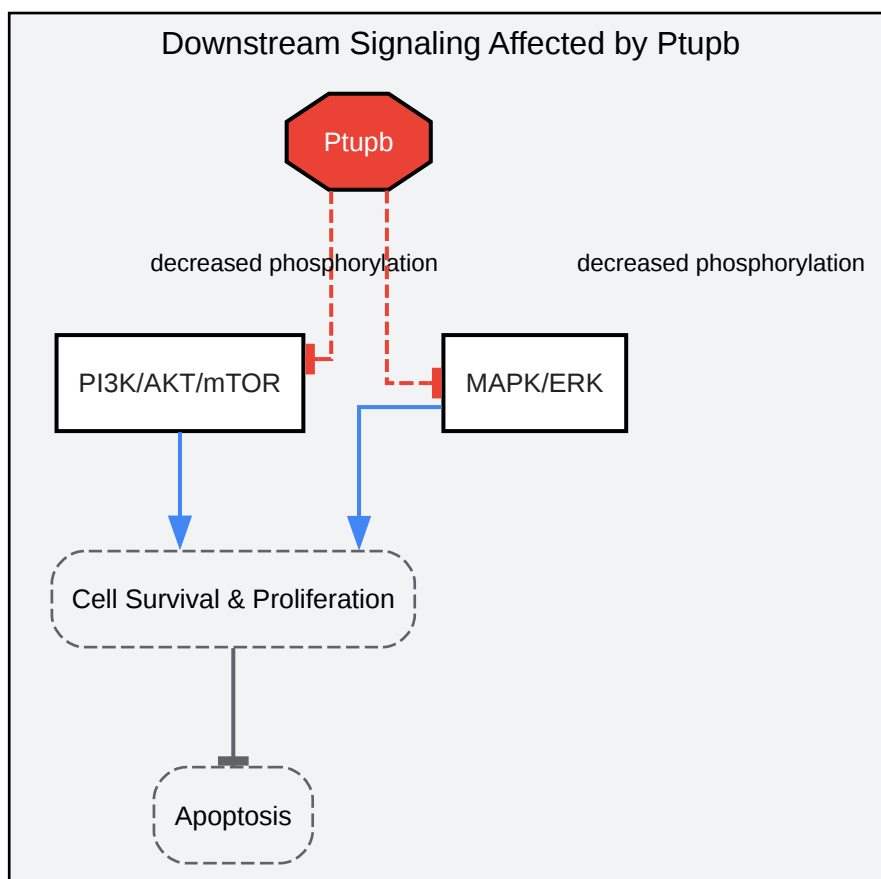 Downstream Signaling Affected by Ptupb
Ptupb
decreased phosphorylation
decreased phosphorylation
PI3K/AKT/mTOR
MAPK/ERK
Cell Survival & Proliferation
Apoptosis